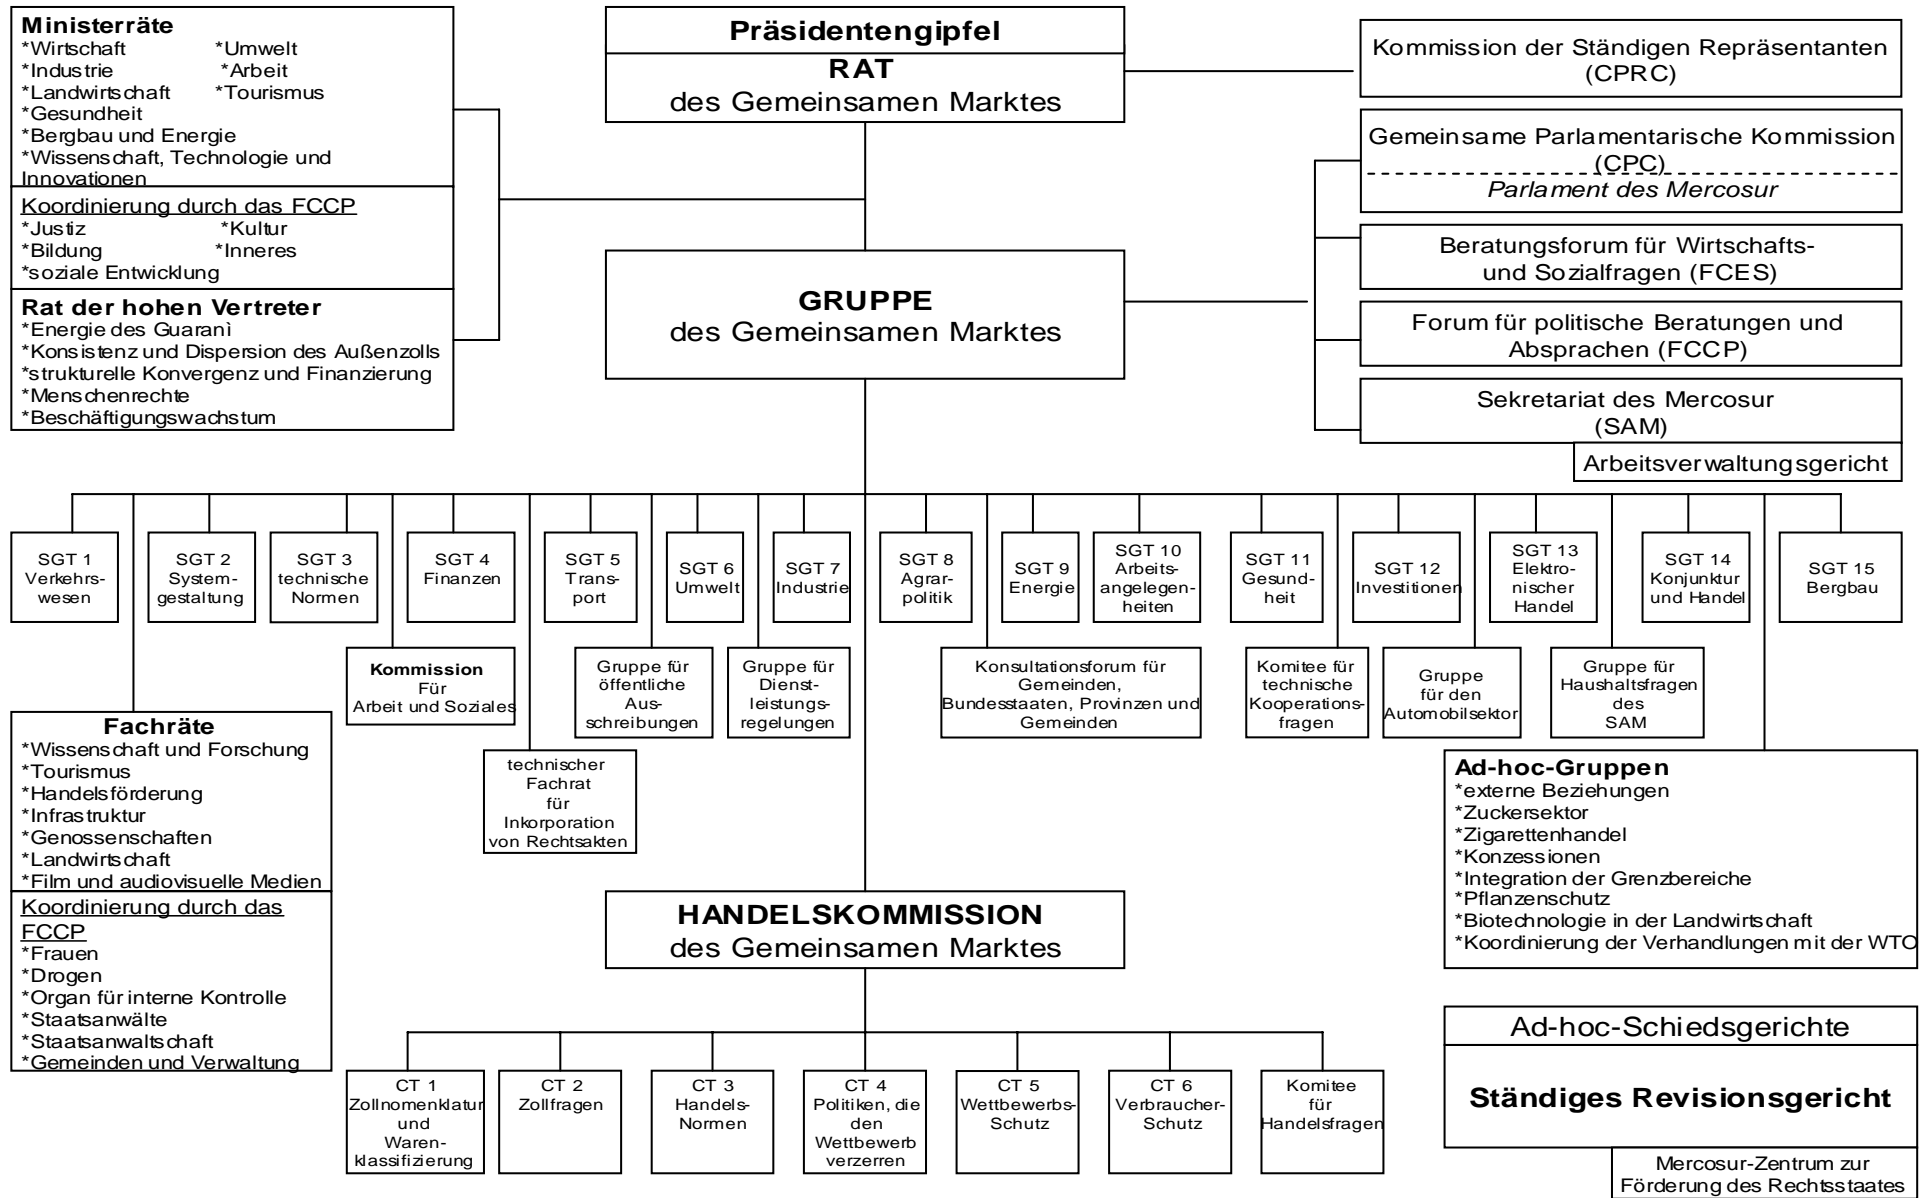 Ministerräte
*Wirtschaft *Umwelt
*Industrie *Arbeit
*Landwirtschaft *Tourismus
*Gesundheit
*Bergbau und Energie
*Wissenschaft, Technologie und
Innovationen
Koordinierung durch das FCCP
*Justiz *Kultur
*Bildung *Inneres
*soziale Entwicklung
Rat der hohen Vertreter
*Energie des Guaranì
*Konsistenz und Dispersion des Außenzolls
*strukturelle Konvergenz und Finanzierung
*Menschenrechte
*Beschäftigungswachstum
Präsidentengipfel
RAT
des Gemeinsamen Marktes
GRUPPE
des Gemeinsamen Marktes
Kommission der Ständigen Repräsentanten
(CPRC)
Gemeinsame Parlamentarische Kommission
(CPC)
Parlament des Mercosur
Beratungsforum für Wirtschafts-
und Sozialfragen (FCES)
Forum für politische Beratungen und
Absprachen (FCCP)
Sekretariat des Mercosur
(SAM)
Arbeitsverwaltungsgericht
SGT 1
Verkehrs-
wesen
SGT 2
System-
gestaltung
SGT 3
technische
Normen
SGT 4
Finanzen
SGT 5
Trans-
port
SGT 6
Umwelt
SGT 7
Industrie
SGT 8
Agrar-
politik
SGT 9
Energie
SGT 10
Arbeits-
angelegen-
heiten
SGT 11
Gesund-
heit
SGT 12
Investitionen
SGT 13
Elektro-
nischer
Handel
SGT 14
Konjunktur
und Handel
SGT 15
Bergbau
Kommission
Für
Arbeit und Soziales
Gruppe für
öffentliche
Aus-
schreibungen
Gruppe für
Dienst-
leistungs-
regelungen
Konsultationsforum für
Gemeinden,
Bundesstaaten, Provinzen und
Gemeinden
Komitee für
technische
Kooperations-
fragen
Gruppe
für den
Automobilsektor
Gruppe für
Haushaltsfragen
des
SAM
Fachräte
*Wissenschaft und Forschung
*Tourismus
*Handelsförderung
*Infrastruktur
*Genossenschaften
*Landwirtschaft
*Film und audiovisuelle Medien
Koordinierung durch das
FCCP
*Frauen
*Drogen
*Organ für interne Kontrolle
*Staatsanwälte
*Staatsanwaltschaft
*Gemeinden und Verwaltung
technischer
Fachrat
für
Inkorporation
von Rechtsakten
Ad-hoc-Gruppen
*externe Beziehungen
*Zuckersektor
*Zigarettenhandel
*Konzessionen
*Integration der Grenzbereiche
*Pflanzenschutz
*Biotechnologie in der Landwirtschaft
*Koordinierung der Verhandlungen mit der WTO
HANDELSKOMMISSION
des Gemeinsamen Marktes
CT 1
Zollnomenklatur
und
Waren-
klassifizierung
CT 2
Zollfragen
CT 3
Handels-
Normen
CT 4
Politiken, die
den
Wettbewerb
verzerren
CT 5
Wettbewerbs-
Schutz
CT 6
Verbraucher-
Schutz
Komitee
für
Handelsfragen
Ad-hoc-Schiedsgerichte
Ständiges Revisionsgericht
Mercosur-Zentrum zur
Förderung des Rechtsstaates